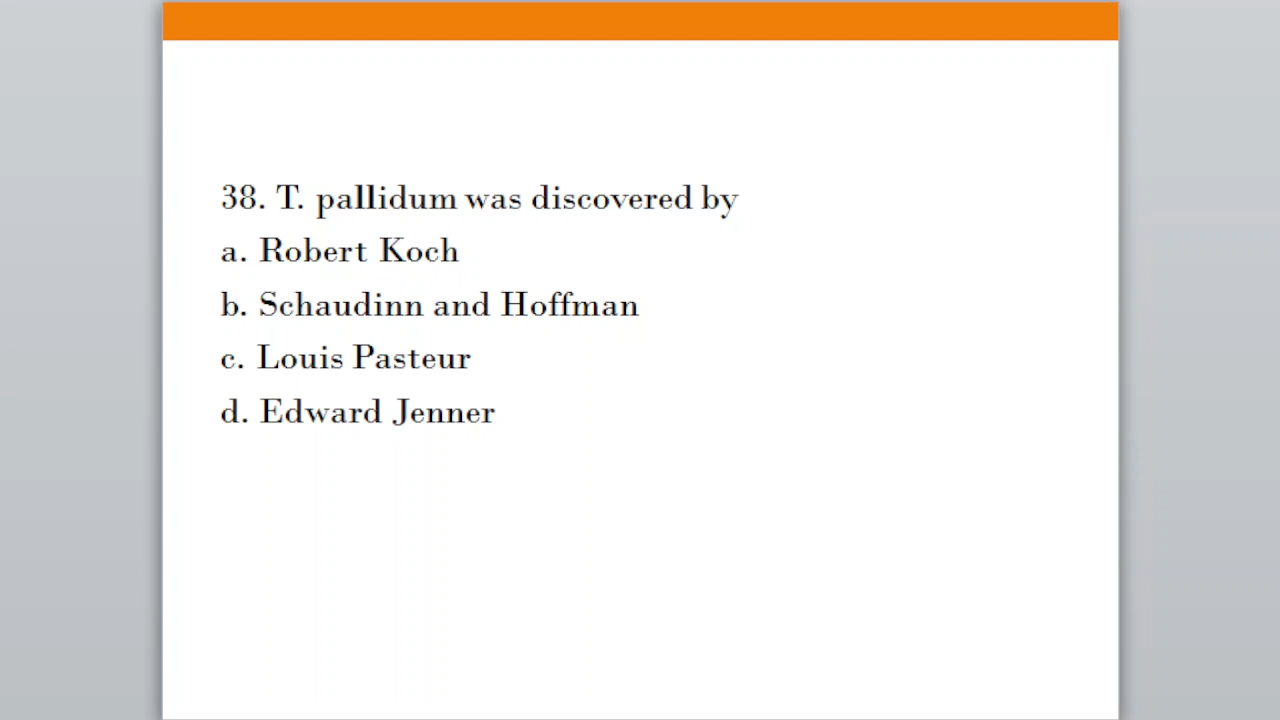 38. T. pallidum was discovered by
a. Robert Koch
b. Schaudinn and Hoffman
c. Louis Pasteur
d. Edward Jenner